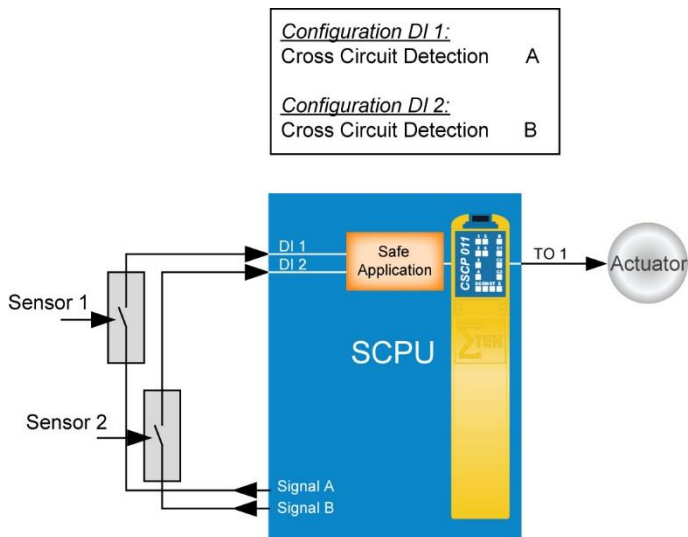 Configuration DI 1:
Cross Circuit Detection A
Configuration DI 2:
Cross Circuit Detection B
DI 1
DI 2
Safe
Application
CSCP 011
TO 1
Actuator
Sensor 1
SCPU
Sensor 2
Signal A
Signal B